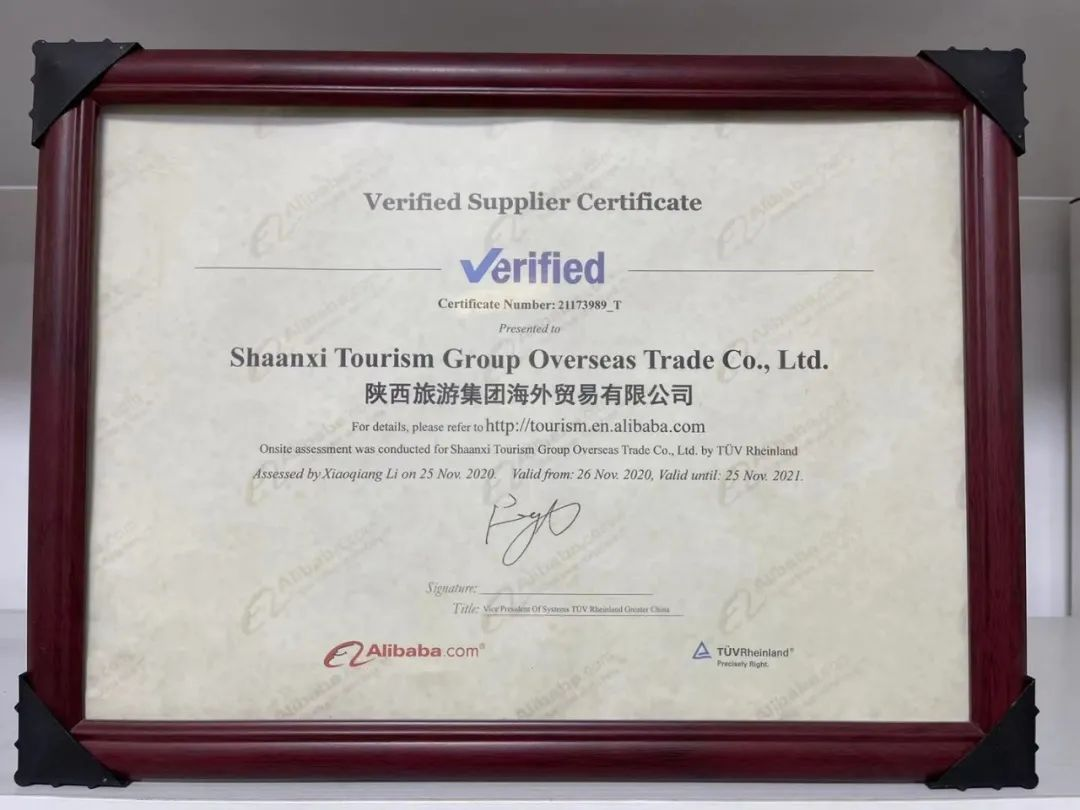 Verified Supplier Certificate
Verified
Certificate Number: 21173989_T
Presented to
Shaanxi Tourism Group Overseas Trade Co., Ltd.
陕西旅游集团海外贸易有限公司
For details, please refer to http://tourism.en.alibaba.com
Onsite assessment was conducted for Shaanxi Tourism Group Overseas Trade Co., Ltd. by TÜV Rheinland
Assessed by Xiaoqiang Li on 25 Nov. 2020. Valid from: 26 Nov. 2020, Valid until: 25 Nov. 2021.
Signature:
Title: Vice President Of Systems TÜV Rheinland Greater China
Alibaba.com®
TÜVRheinland®
Precisely Right.